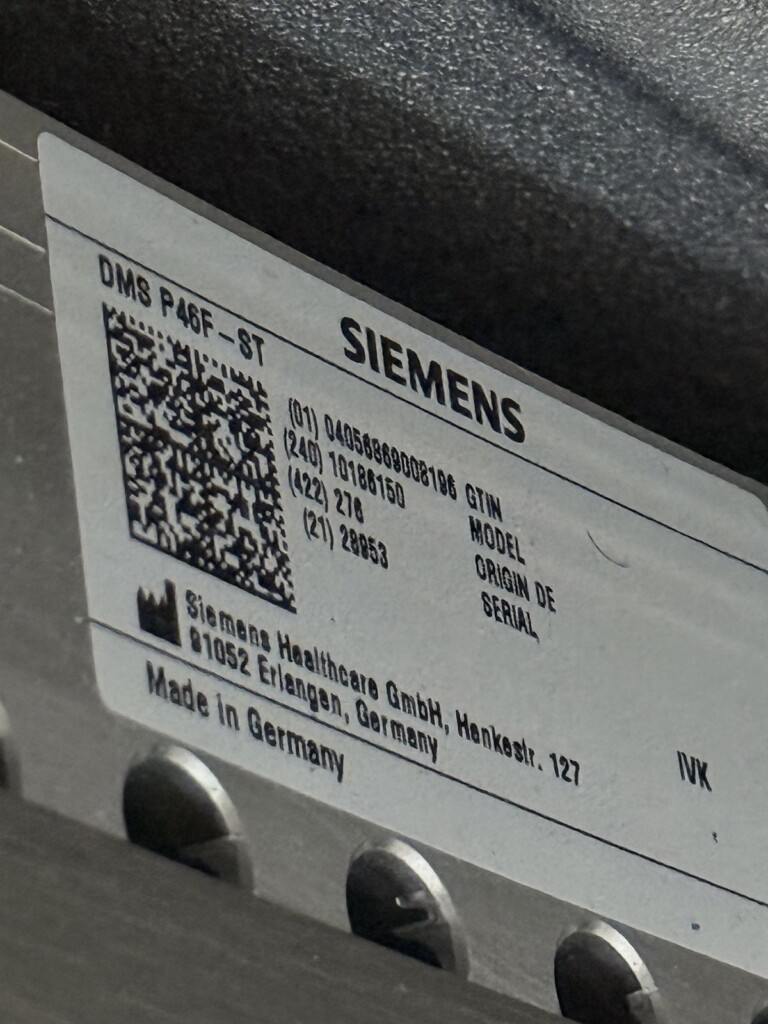 SIEMENS
DMS P46F-ST
(01) 04056869008196 GTIN
(240) 10186150 MODEL
(422) 276 ORIGIN DE
(21) 28953 SERIAL
Siemens Healthcare GmbH, Henkestr. 127
91052 Erlangen, Germany
IVK
Made in Germany